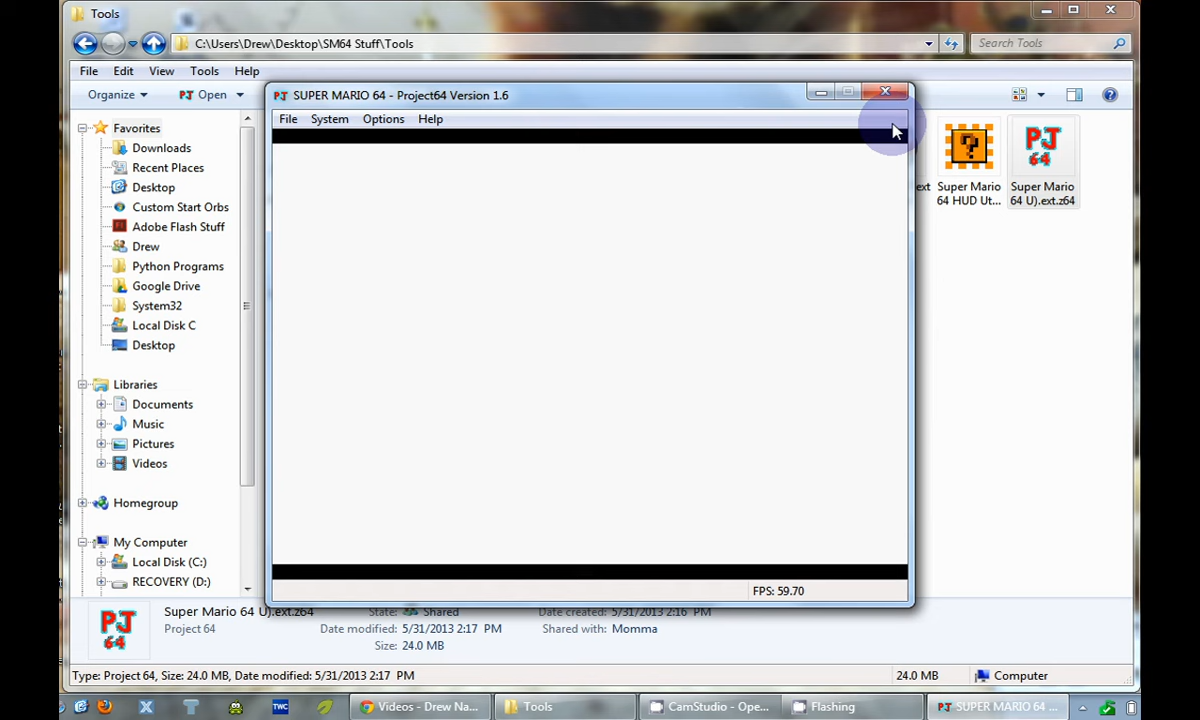 Tools
C:\Users\Drew\Desktop\SM64 Stuff\Tools
Search Tools
File Edit View Tools Help
Organize
Open
SUPER MARIO 64 - Project64 Version 1.6
File System Options Help
Favorites
Downloads
Recent Places
Desktop
Custom Start Orbs
Adobe Flash Stuff
Drew
Python Programs
Google Drive
System32
Local Disk C
Desktop
Libraries
Documents
Music
Pictures
Videos
Homegroup
My Computer
Local Disk (C:)
RECOVERY (D:)
ext
?
Super Mario
64 HUD Ut...
PJ
64
Super Mario
64 U).ext.z64
FPS: 59.70
PJ
64
Super Mario 64 U).ext.z64
Project 64
State: Shared
Date modified: 5/31/2013 2:17 PM
Size: 24.0 MB
Date created: 5/31/2013 2:16 PM
Shared with: Momma
Type: Project 64, Size: 24.0 MB, Date modified: 5/31/2013 2:17 PM
24.0 MB
Computer
TWC
Videos - Drew Na...
Tools
CamStudio - Ope...
Flashing
SUPER MARIO 64 ...